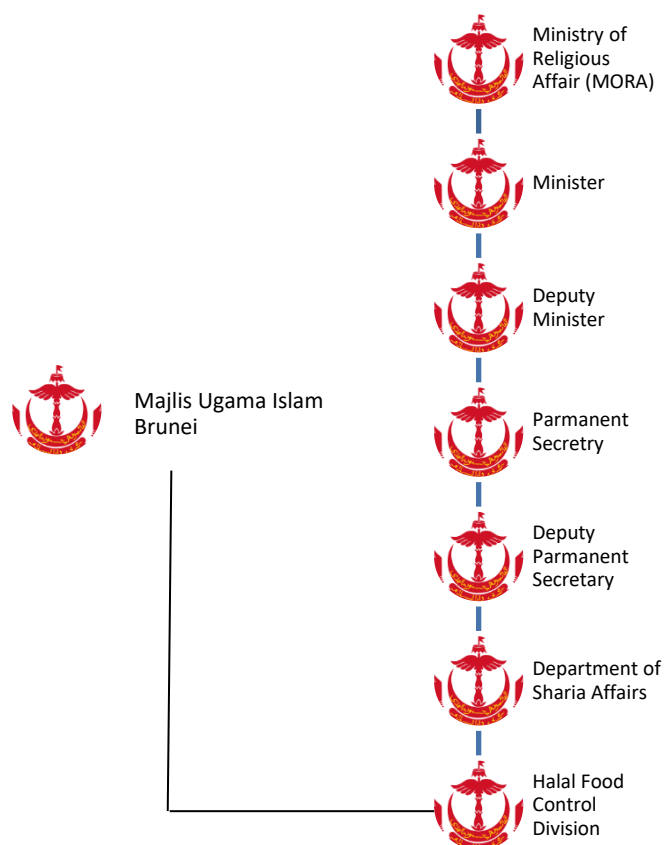 Ministry of
Religious
Affair (MORA)
Minister
Deputy
Minister
Majlis Ugama Islam
Brunei
Parmanent
Secretry
Deputy
Parmanent
Secretary
Department of
Sharia Affairs
Halal Food
Control
Division